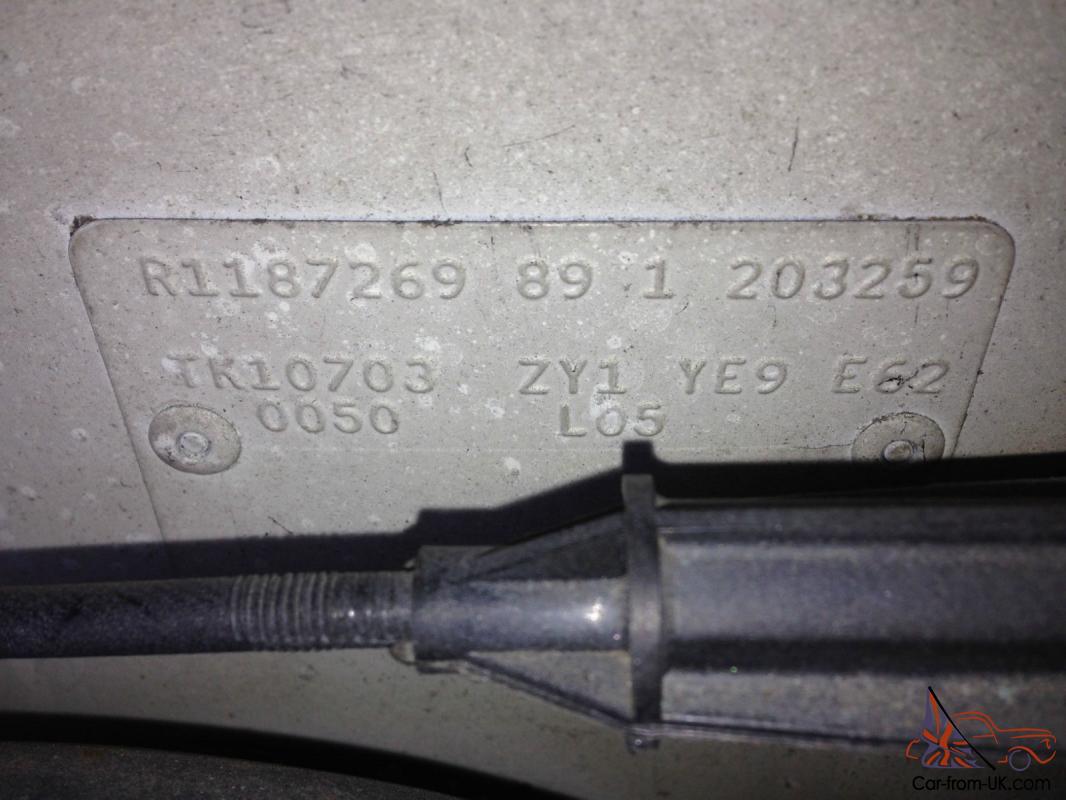 R1187269 89 1 203259
TK10703 ZY1 YE9 E62
0050 L05
Car-from-UK.com